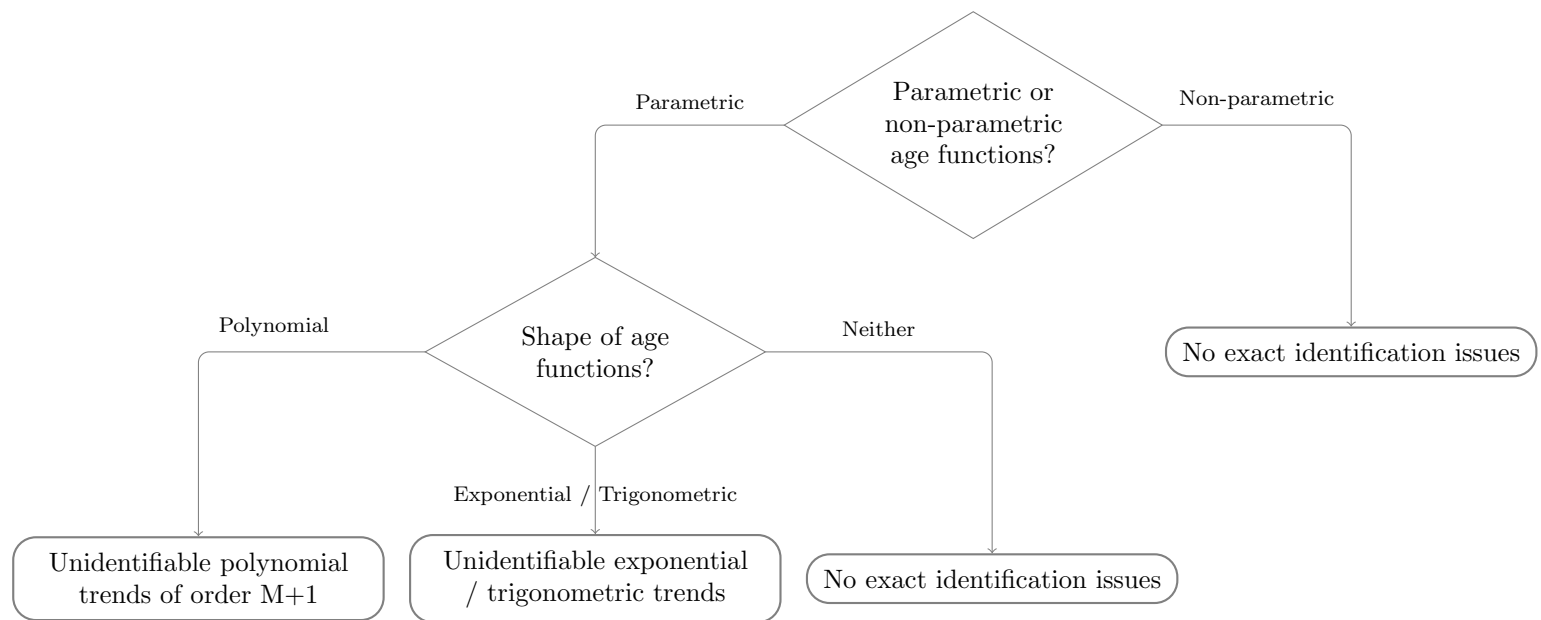 Parametric or
non-parametric
age functions?
Parametric
Non-parametric
Shape of age
functions?
Polynomial
Neither
No exact identification issues
Exponential / Trigonometric
Unidentifiable polynomial
trends of order M+1
Unidentifiable exponential
/ trigonometric trends
No exact identification issues